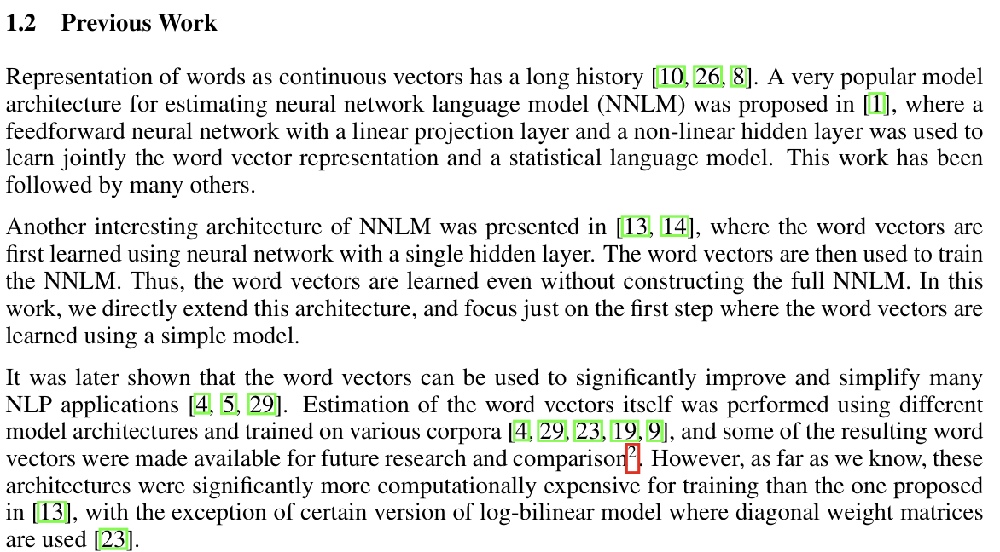 1.2 Previous Work
Representation of words as continuous vectors has a long history [10, 26, 8]. A very popular model
architecture for estimating neural network language model (NNLM) was proposed in [1], where a
feedforward neural network with a linear projection layer and a non-linear hidden layer was used to
learn jointly the word vector representation and a statistical language model. This work has been
followed by many others.
Another interesting architecture of NNLM was presented in [13, 14], where the word vectors are
first learned using neural network with a single hidden layer. The word vectors are then used to train
the NNLM. Thus, the word vectors are learned even without constructing the full NNLM. In this
work, we directly extend this architecture, and focus just on the first step where the word vectors are
learned using a simple model.
It was later shown that the word vectors can be used to significantly improve and simplify many
NLP applications [4, 5, 29]. Estimation of the word vectors itself was performed using different
model architectures and trained on various corpora [4, 29, 23, 19, 9], and some of the resulting word
vectors were made available for future research and comparison². However, as far as we know, these
architectures were significantly more computationally expensive for training than the one proposed
in [13], with the exception of certain version of log-bilinear model where diagonal weight matrices
are used [23].